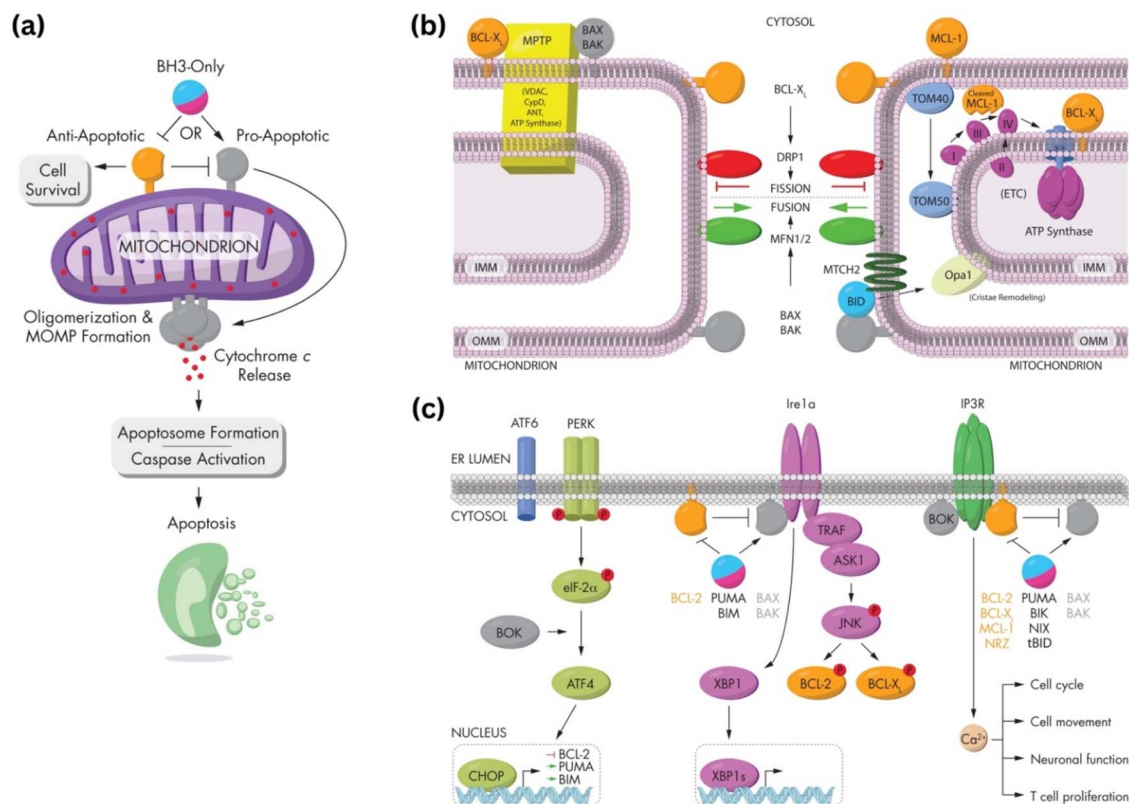 (a)
BH3-Only
Anti-Apoptotic
OR
Pro-Apoptotic
Cell
Survival
MITOCHONDRION
Oligomerization &
MOMP Formation
Cytochrome c
Release
Apoptosome Formation
Caspase Activation
Apoptosis
(b)
CYTOSOL
BCL-XL
MPTP
BAX
BAK
(VDAC,
CypD,
ANT,
ATP Synthase)
IMM
OMM
MITOCHONDRION
BCL-XL
DRP1
FISSION
FUSION
MFN1/2
BAX
BAK
MCL-1
TOM40
Cleaved
MCL-1
BCL-XL
I
III
IV
II
(ETC)
TOM50
ATP Synthase
MTCH2
BID
Opa1
(Cristae Remodeling)
IMM
OMM
MITOCHONDRION
(c)
ATF6
PERK
Ire1a
IP3R
ER LUMEN
CYTOSOL
P
P
eIF-2α
P
BOK
ATF4
NUCLEUS
CHOP
BCL-2
PUMA
BIM
BCL-2
PUMA
BIM
BAX
BAK
TRAF
ASK1
JNK
P
BCL-2
P
BCL-XL
P
XBP1
XBP1s
BOK
BCL-2
BCL-XL
MCL-1
NRZ
PUMA
BIK
NIX
tBID
BAX
BAK
Ca2+
Cell cycle
Cell movement
Neuronal function
T cell proliferation